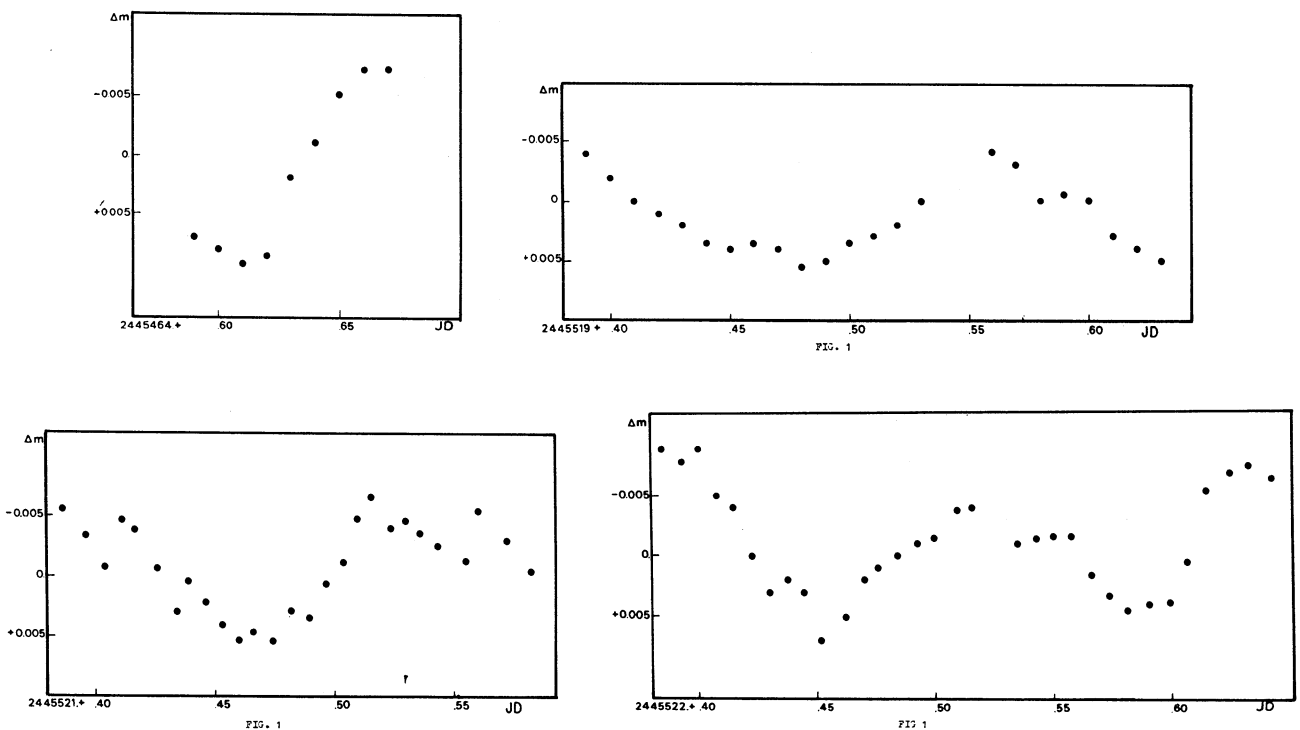 Δm
-0.005
0
+0.005
2445464.+ .60 .65 JD
Δm
-0.005
0
+0.005
2445519+ .40 .45 .50 .55 .60 JD
FIG. 1
Δm
-0.005
0
+0.005
2445521.+ .40 .45 .50 .55 JD
FIG. 1
Δm
-0.005
0
+0.005
2445522.+ .40 .45 .50 .55 .60 JD
FIG 1